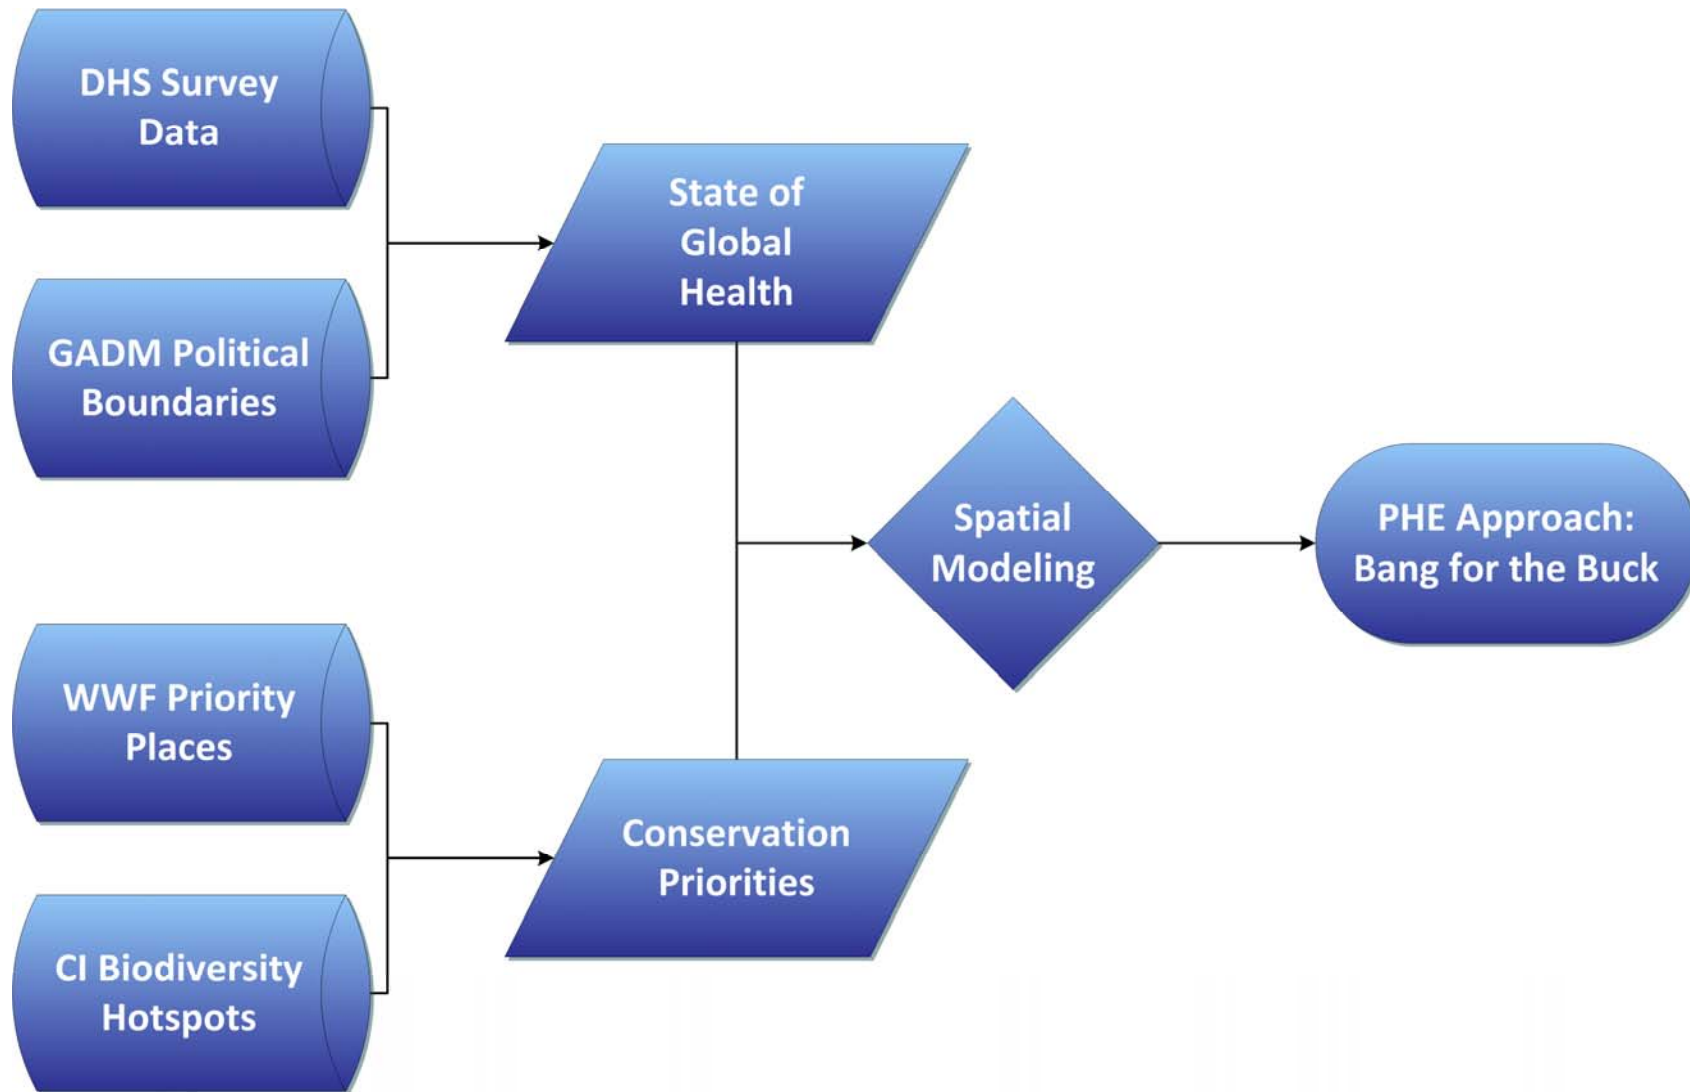 DHS Survey
Data
GADM Political
Boundaries
State of
Global
Health
WWF Priority
Places
CI Biodiversity
Hotspots
Conservation
Priorities
Spatial
Modeling
PHE Approach:
Bang for the Buck